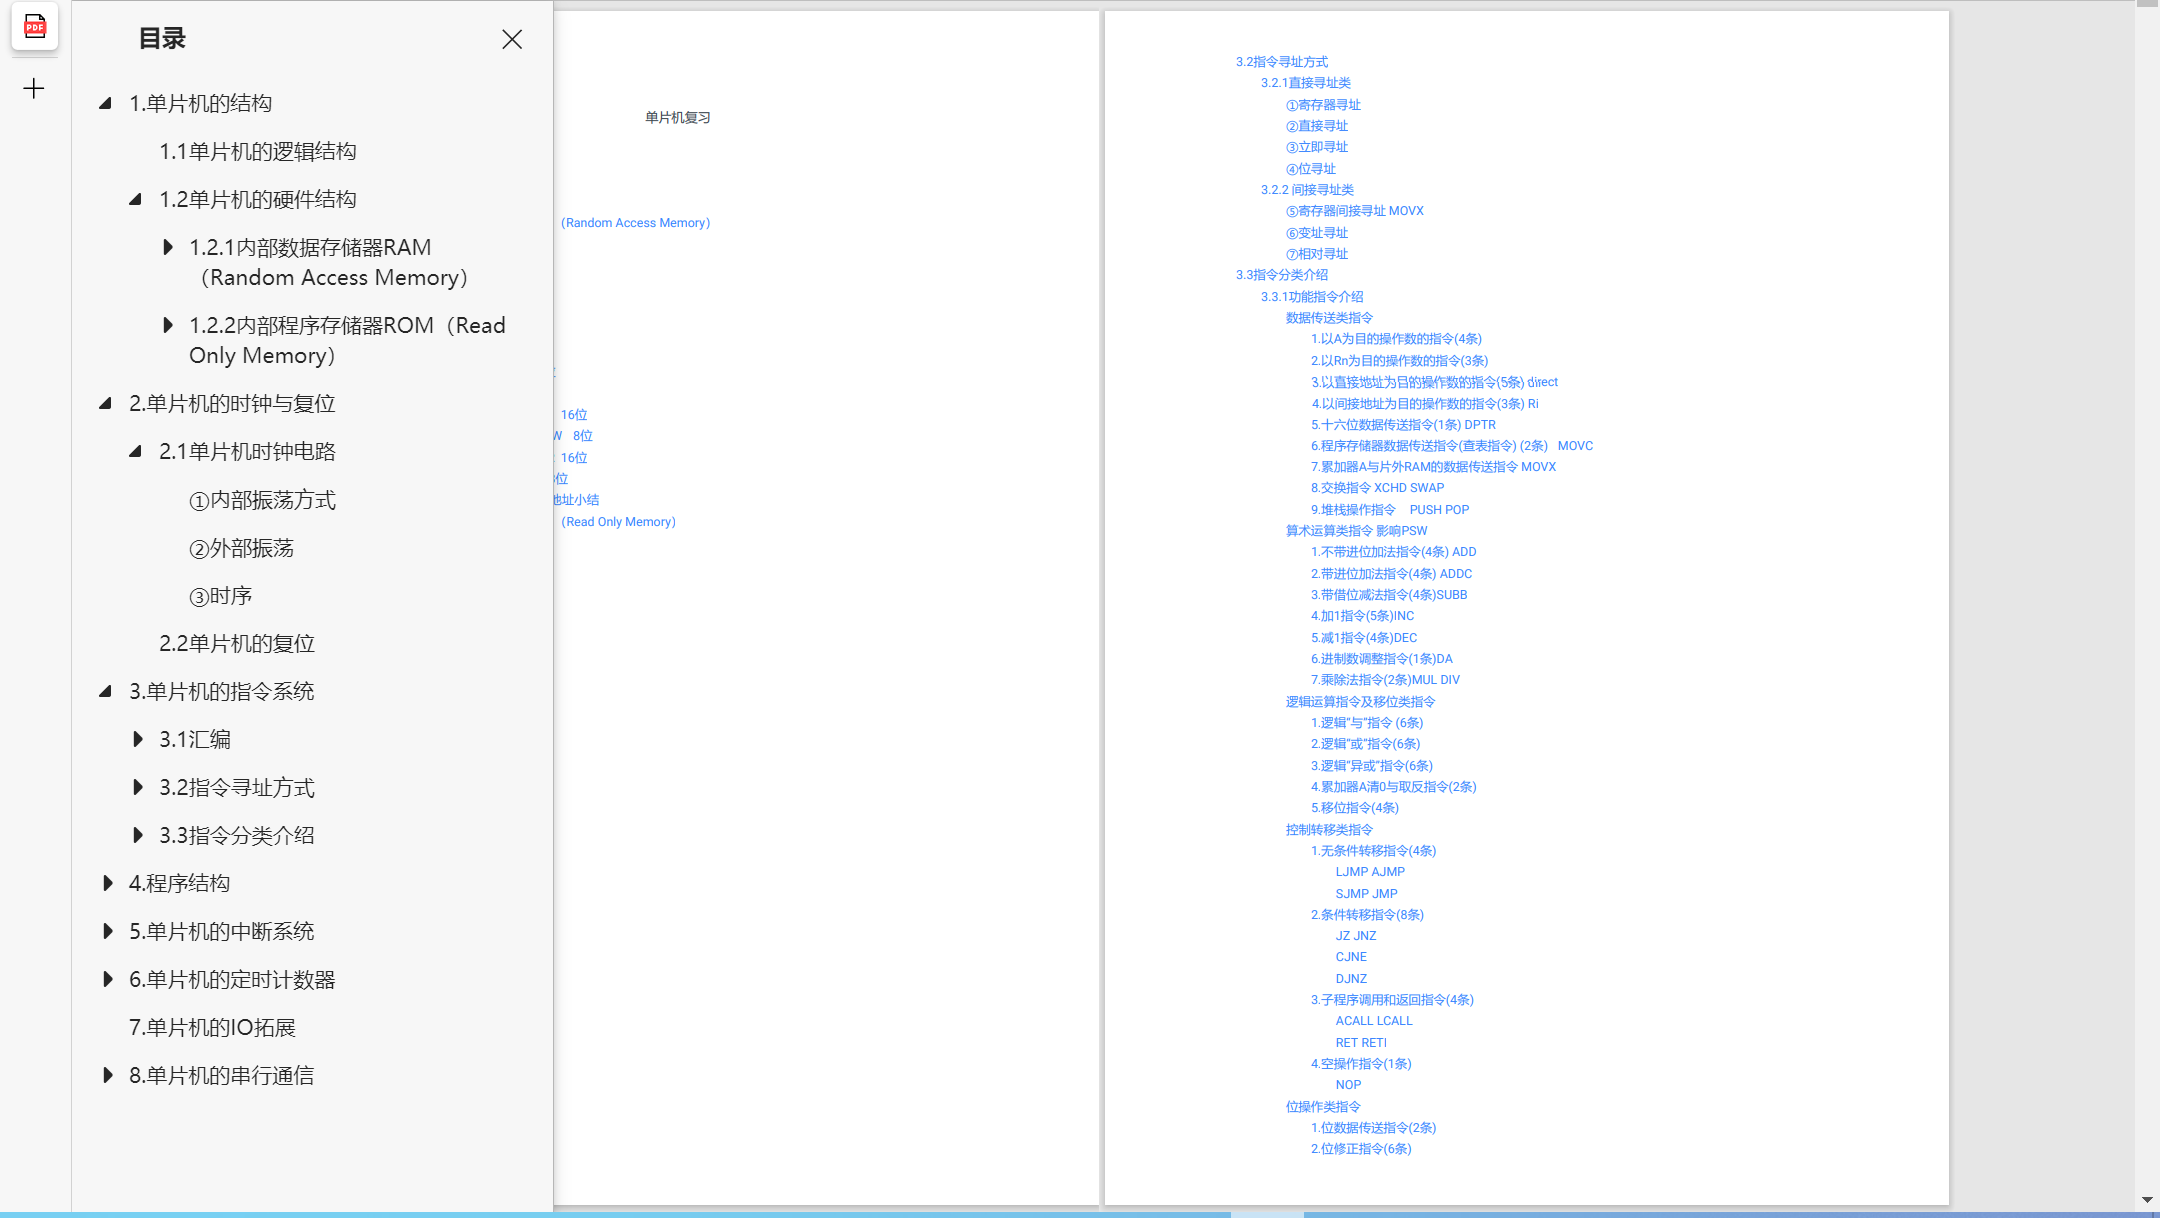 PDF
目录
1.单片机的结构
1.1单片机的逻辑结构
1.2单片机的硬件结构
1.2.1内部数据存储器RAM
（Random Access Memory）
1.2.2内部程序存储器ROM（Read
Only Memory）
2.单片机的时钟与复位
2.1单片机时钟电路
①内部振荡方式
②外部振荡
③时序
2.2单片机的复位
3.单片机的指令系统
3.1汇编
3.2指令寻址方式
3.3指令分类介绍
4.程序结构
5.单片机的中断系统
6.单片机的定时计数器
7.单片机的IO拓展
8.单片机的串行通信
单片机复习
（Random Access Memory）
16位
W 8位
16位
位
地址小结
（Read Only Memory）
3.2指令寻址方式
3.2.1直接寻址类
①寄存器寻址
②直接寻址
③立即寻址
④位寻址
3.2.2 间接寻址类
⑤寄存器间接寻址 MOVX
⑥变址寻址
⑦相对寻址
3.3指令分类介绍
3.3.1功能指令介绍
数据传送类指令
1.以A为目的操作数的指令(4条)
2.以Rn为目的操作数的指令(3条)
3.以直接地址为目的操作数的指令(5条) direct
4.以间接地址为目的操作数的指令(3条) Ri
5.十六位数据传送指令(1条) DPTR
6.程序存储器数据传送指令(查表指令) (2条) MOVC
7.累加器A与片外RAM的数据传送指令 MOVX
8.交换指令 XCHD SWAP
9.堆栈操作指令 PUSH POP
算术运算类指令 影响PSW
1.不带进位加法指令(4条) ADD
2.带进位加法指令(4条) ADDC
3.带借位减法指令(4条)SUBB
4.加1指令(5条)INC
5.减1指令(4条)DEC
6.进制数调整指令(1条)DA
7.乘除法指令(2条)MUL DIV
逻辑运算指令及移位类指令
1.逻辑“与”指令 (6条)
2.逻辑“或”指令(6条)
3.逻辑“异或”指令(6条)
4.累加器A清0与取反指令(2条)
5.移位指令(4条)
控制转移类指令
1.无条件转移指令(4条)
LJMP AJMP
SJMP JMP
2.条件转移指令(8条)
JZ JNZ
CJNE
DJNZ
3.子程序调用和返回指令(4条)
ACALL LCALL
RET RETI
4.空操作指令(1条)
NOP
位操作类指令
1.位数据传送指令(2条)
2.位修正指令(6条)